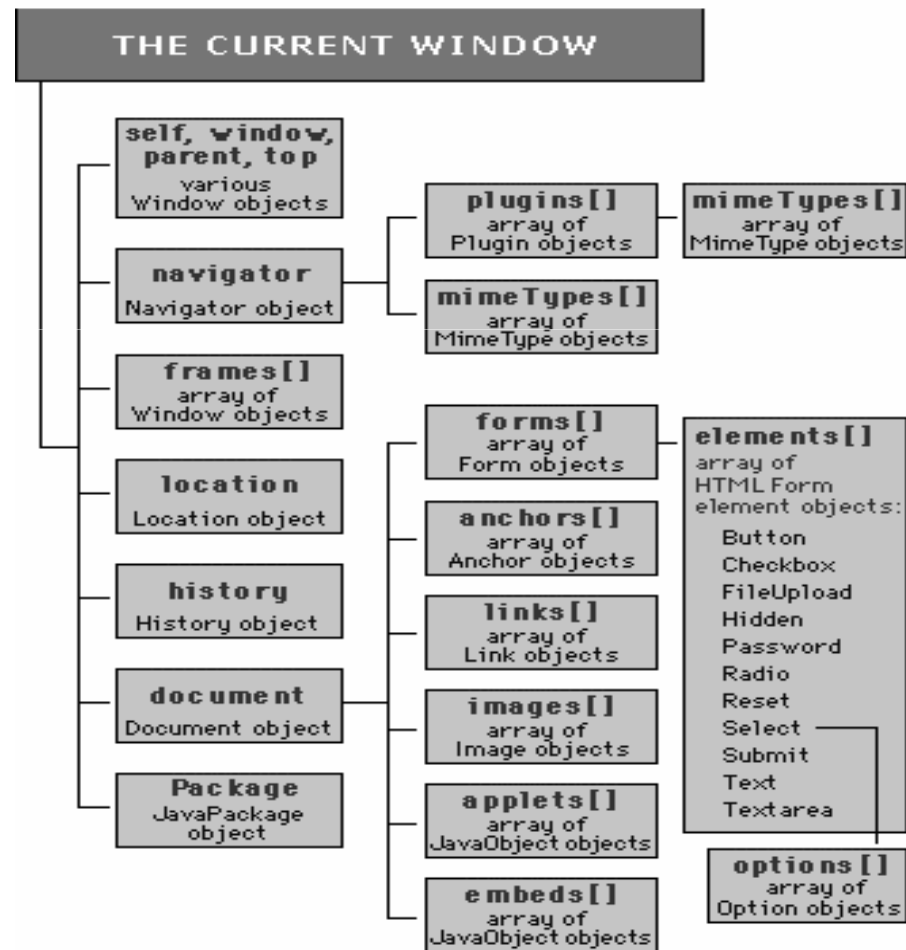 THE CURRENT WINDOW
self, window,
parent, top
various
Window objects
navigator
Navigator object
plugins[]
array of
Plugin objects
mimeTypes[]
array of
MimeType objects
mimeTypes[]
array of
MimeType objects
frames[]
array of
Window objects
location
Location object
history
History object
document
Document object
forms[]
array of
Form objects
elements[]
array of
HTML Form
element objects:
Button
Checkbox
FileUpload
Hidden
Password
Radio
Reset
Select
Submit
Text
Textarea
options[]
array of
Option objects
anchors[]
array of
Anchor objects
links[]
array of
Link objects
images[]
array of
Image objects
applets[]
array of
JavaObject objects
embeds[]
array of
JavaObject objects
Package
JavaPackage
object